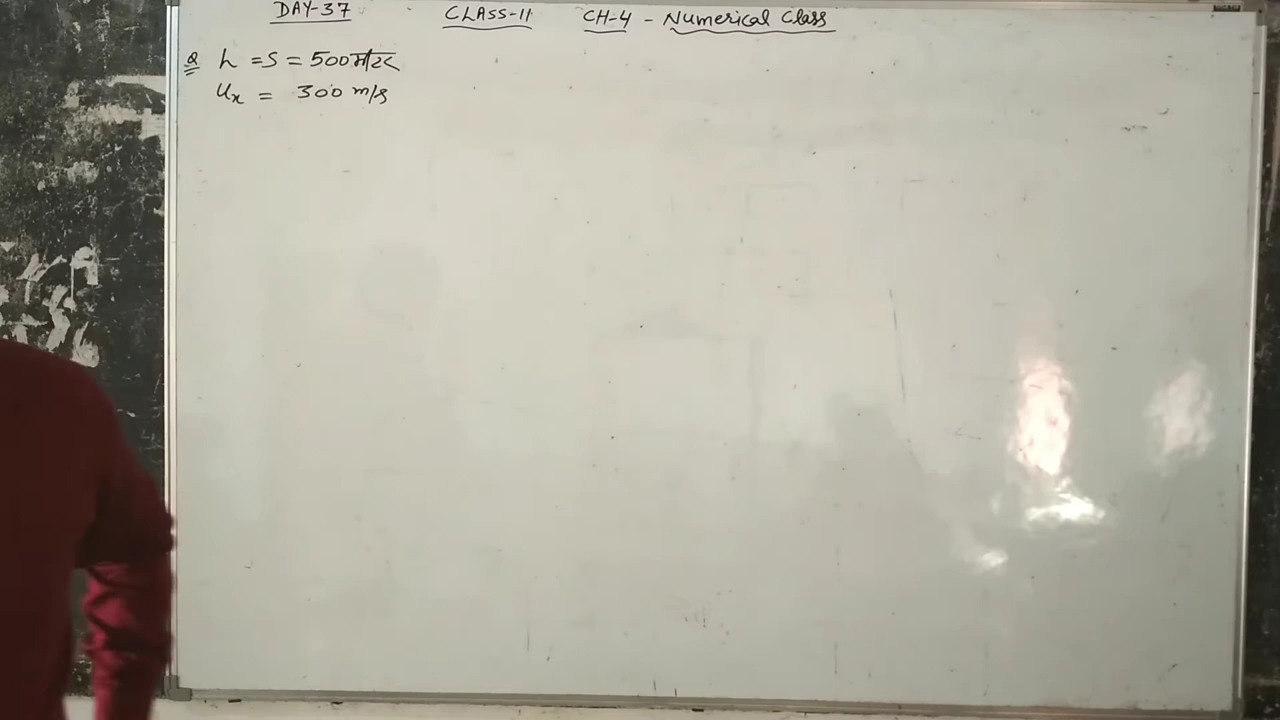 DAY-37 CLASS-11 CH-4 - Numerical Class
Q h = S = 500 मीटर
Ux = 300 m/s